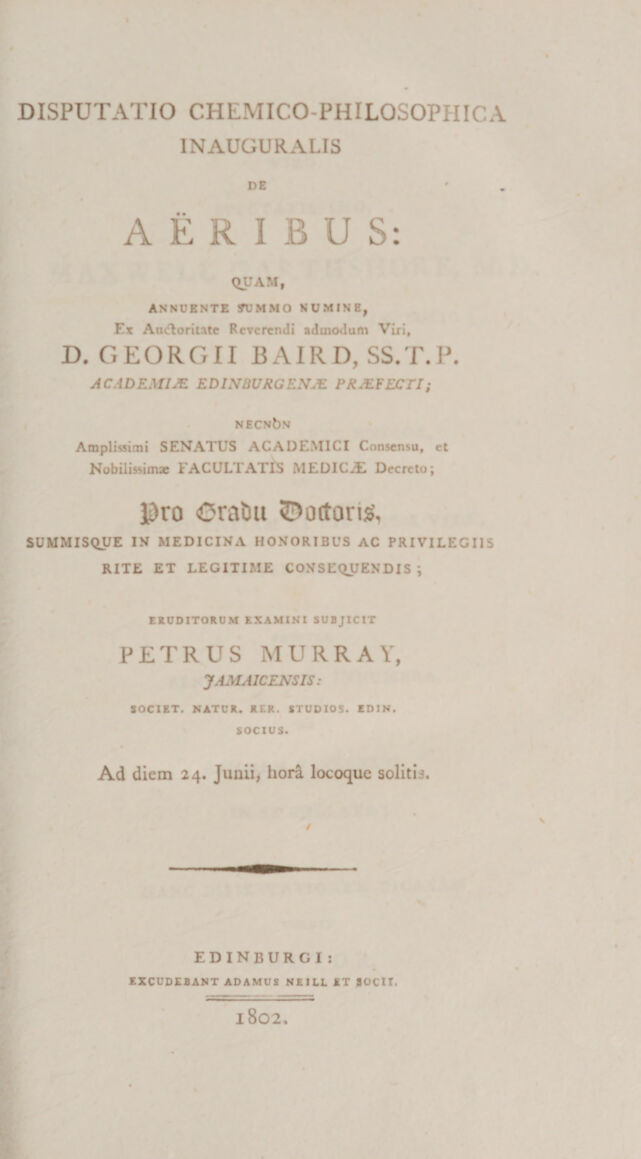 DISPUTATIO CHEMICO-PHILOSOPHICA
INAUGURALIS
DE
AËRIBUS:
QUAM,
ANNUENTE SUMMO NUMINE,
Ex Auctoritate Reverendi admodum Viri,
D. GEORGII BAIRD, SS.T.P.
ACADEMIÆ EDINBURGENÆ PRÆFECTI;
NECNÒN
Amplissimi SENATUS ACADEMICI Consensu, et
Nobilissimæ FACULTATIS MEDICÆ Decreto;
Pro Gradu Doctoris,
SUMMISQUE IN MEDICINA HONORIBUS AC PRIVILEGIIS
RITE ET LEGITIME CONSEQUENDIS;
ERUDITORUM EXAMINI SUBJICIT
PETRUS MURRAY,
JAMAICENSIS:
SOCIET. NATUR. RER. STUDIOS. EDIN.
SOCIUS.
Ad diem 24. Junii, horâ locoque solitis.
EDINBURGI:
EXCUDEBANT ADAMUS NEILL ET SOCII.
1802.